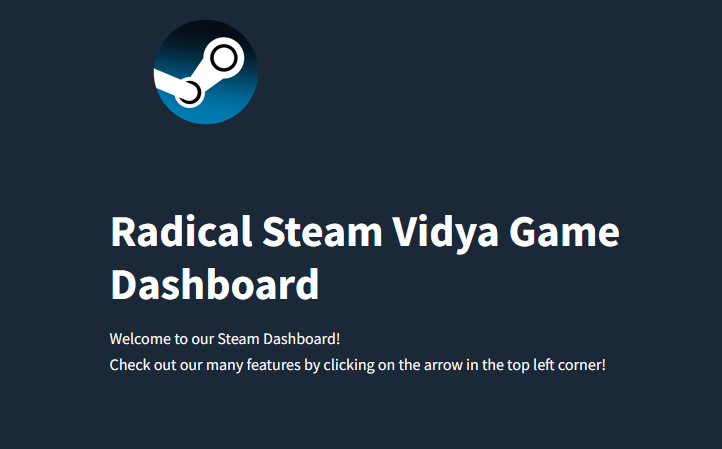 Radical Steam Vidya Game
Dashboard
Welcome to our Steam Dashboard!
Check out our many features by clicking on the arrow in the top left corner!